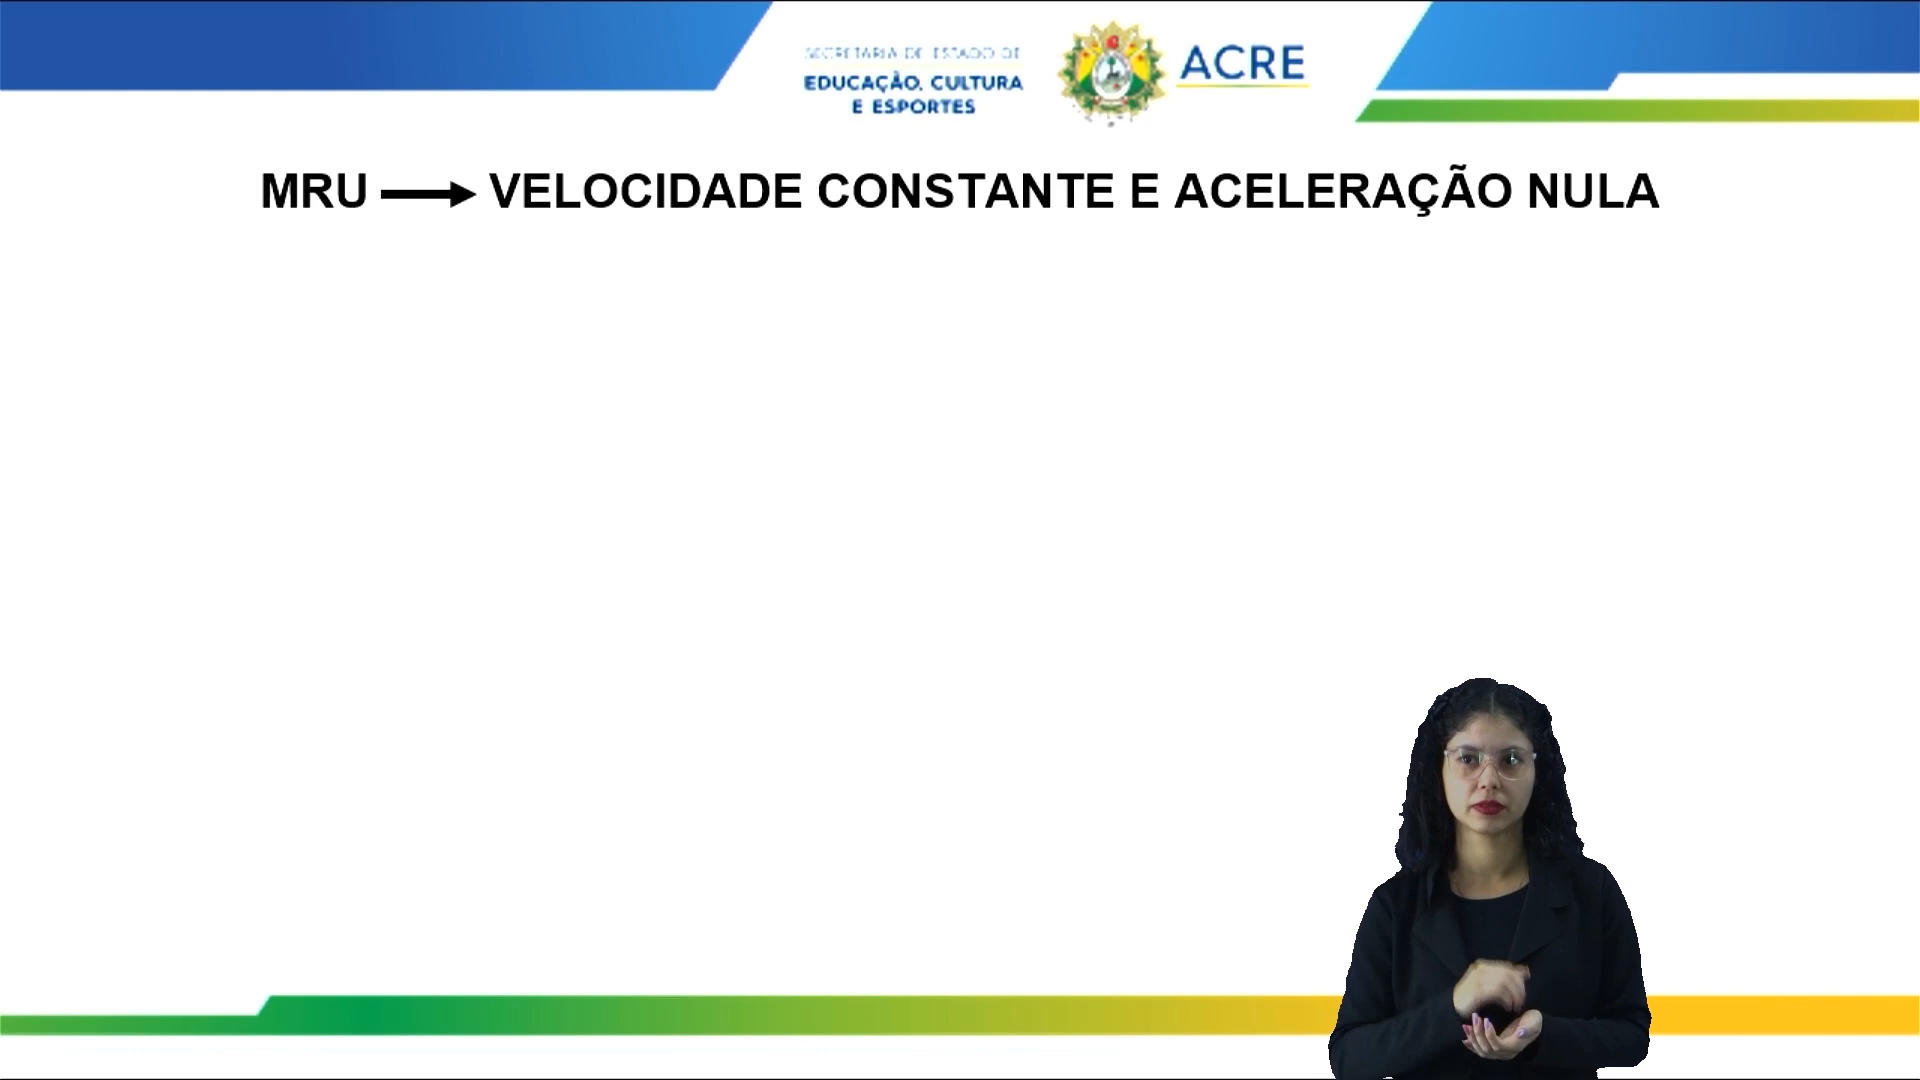 SECRETARIA DE ESTADO DE
EDUCAÇÃO, CULTURA
E ESPORTES
ACRE
MRU → VELOCIDADE CONSTANTE E ACELERAÇÃO NULA